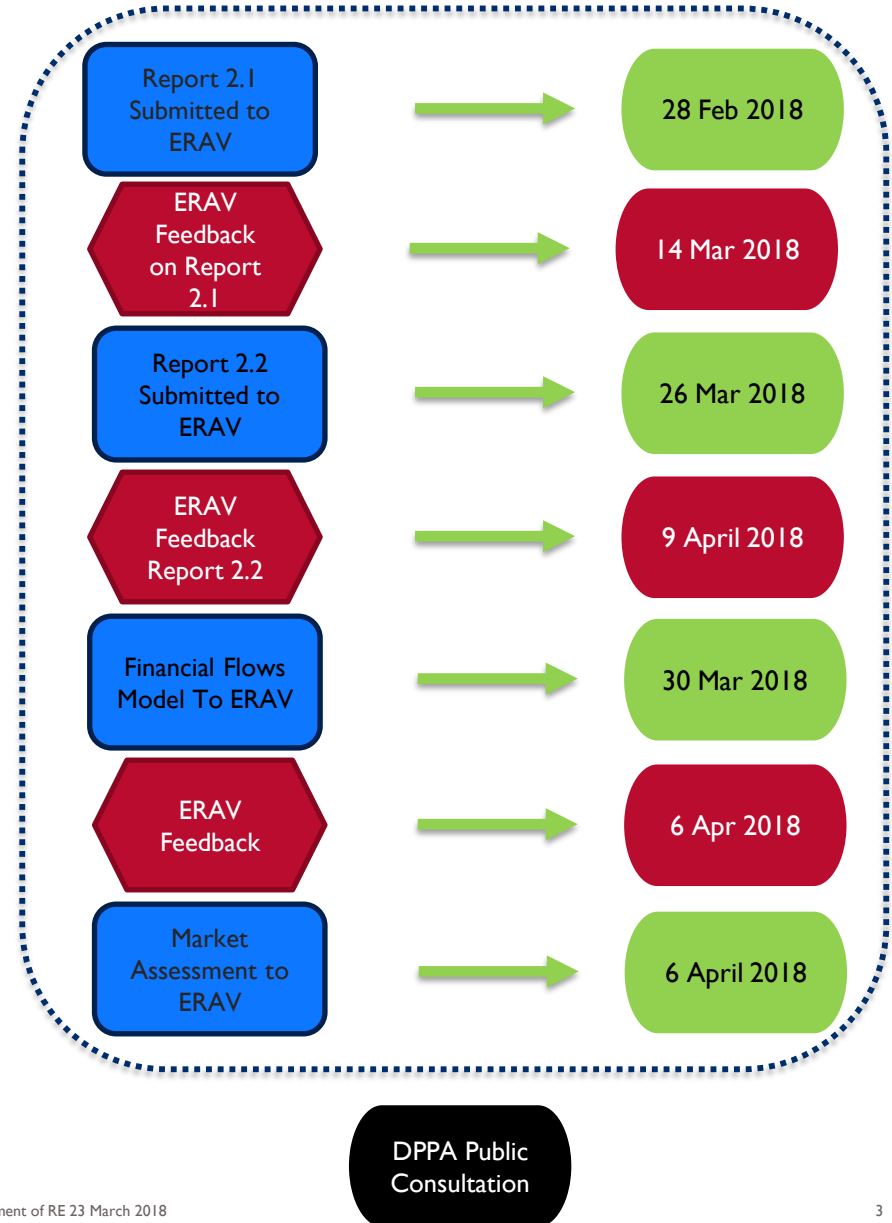 Report 2.1
Submitted to
ERAV
28 Feb 2018
ERAV
Feedback
on Report
2.1
14 Mar 2018
Report 2.2
Submitted to
ERAV
26 Mar 2018
ERAV
Feedback
Report 2.2
9 April 2018
Financial Flows
Model To ERAV
30 Mar 2018
ERAV
Feedback
6 Apr 2018
Market
Assessment to
ERAV
6 April 2018
DPPA Public
Consultation
of RE 23 March 2018
3